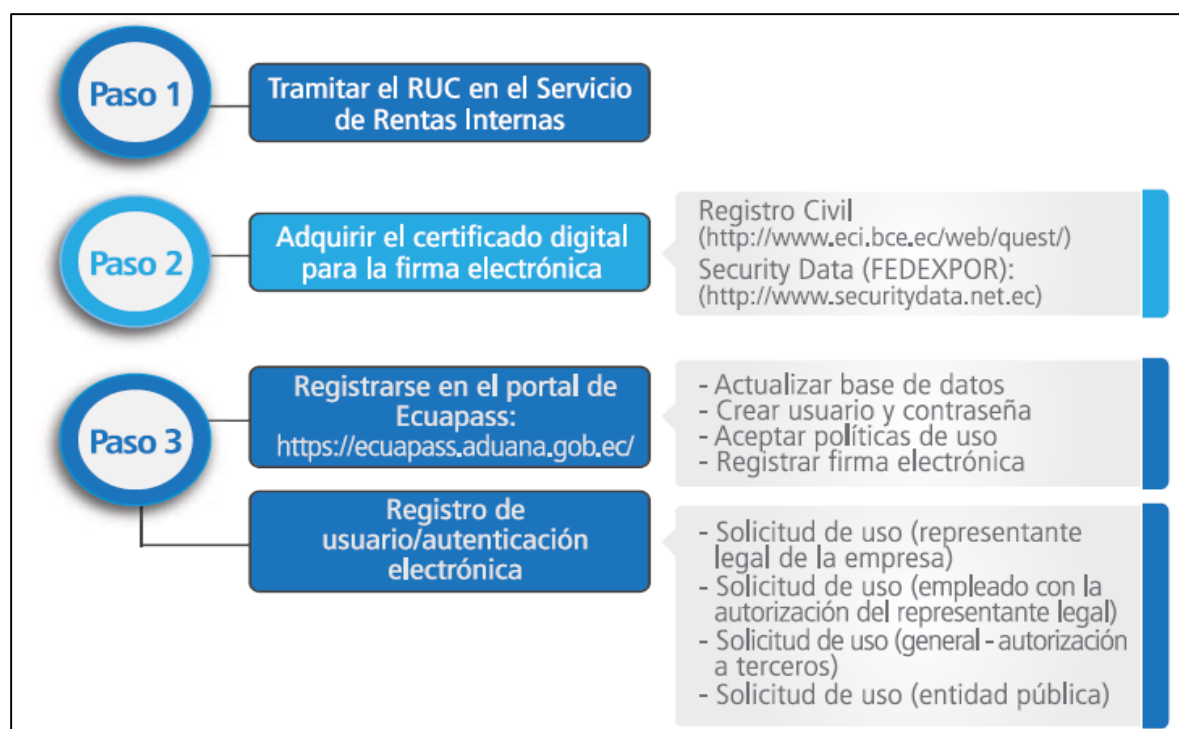 Paso 1
Tramitar el RUC en el Servicio
de Rentas Internas
Paso 2
Adquirir el certificado digital
para la firma electrónica
Registro Civil
(http://www.eci.bce.ec/web/quest/)
Security Data (FEDEXPOR):
(http://www.securitydata.net.ec)
Paso 3
Registrarse en el portal de
Ecuapass:
https://ecuapass.aduana.gob.ec/
- Actualizar base de datos
- Crear usuario y contraseña
- Aceptar políticas de uso
- Registrar firma electrónica
Registro de
usuario/autenticación
electrónica
- Solicitud de uso (representante
legal de la empresa)
- Solicitud de uso (empleado con la
autorización del representante legal)
- Solicitud de uso (general - autorización
a terceros)
- Solicitud de uso (entidad pública)